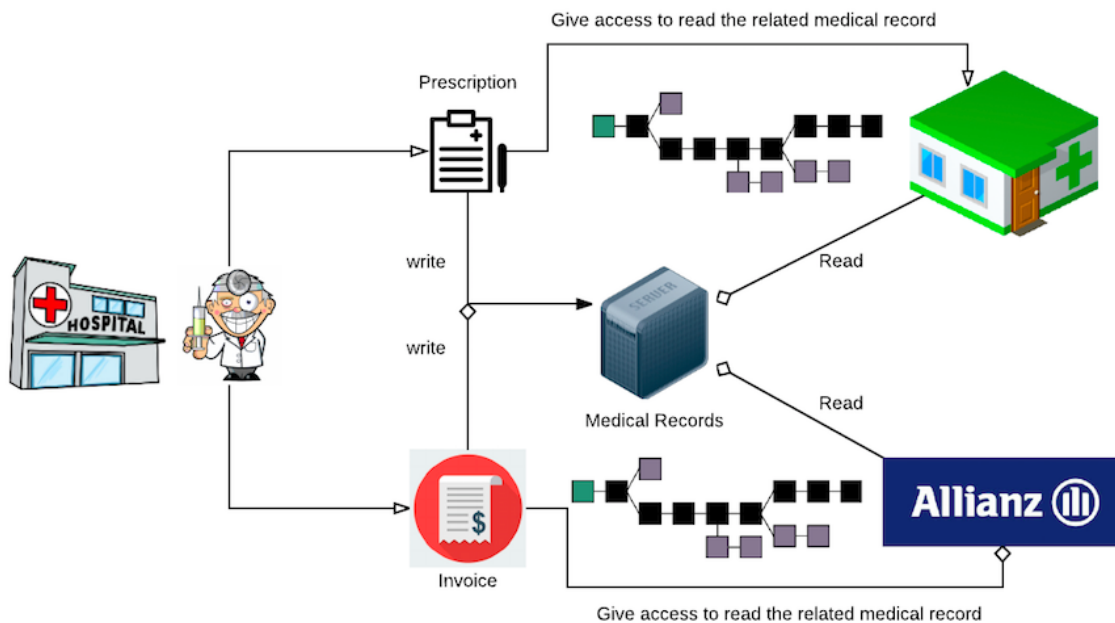 Give access to read the related medical record
Prescription
write
Read
SERVER
HOSPITAL
write
Read
Medical Records
Allianz
$
Invoice
Give access to read the related medical record